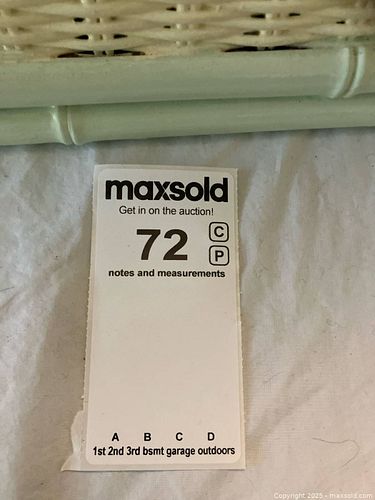 maxsold
Get in on the auction!
72 C
P
notes and measurements
A B C D
1st 2nd 3rd bsmt garage outdoors
Copyright 2025 - maxsold.com